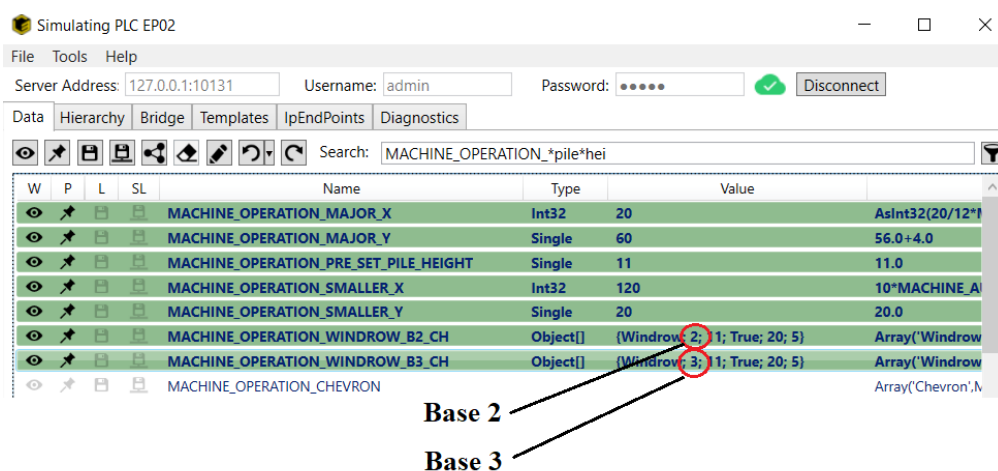 Simulating PLC EP02
File Tools Help
Server Address: 127.0.0.1:10131 Username: admin Password: ●●●●● Disconnect
Data Hierarchy Bridge Templates IpEndPoints Diagnostics
Search: MACHINE_OPERATION_*pile*hei
W P L SL Name Type Value
MACHINE_OPERATION_MAJOR_X Int32 20 AsInt32(20/12*
MACHINE_OPERATION_MAJOR_Y Single 60 56.0+4.0
MACHINE_OPERATION_PRE_SET_PILE_HEIGHT Single 11 11.0
MACHINE_OPERATION_SMALLER_X Int32 120 10*MACHINE_A
MACHINE_OPERATION_SMALLER_Y Single 20 20.0
MACHINE_OPERATION_WINDROW_B2_CH Object[] {Windrow; 2; 11; True; 20; 5} Array('Windrow
MACHINE_OPERATION_WINDROW_B3_CH Object[] {Windrow; 3; 11; True; 20; 5} Array('Windrow
MACHINE_OPERATION_CHEVRON Array('Chevron',M
Base 2
Base 3